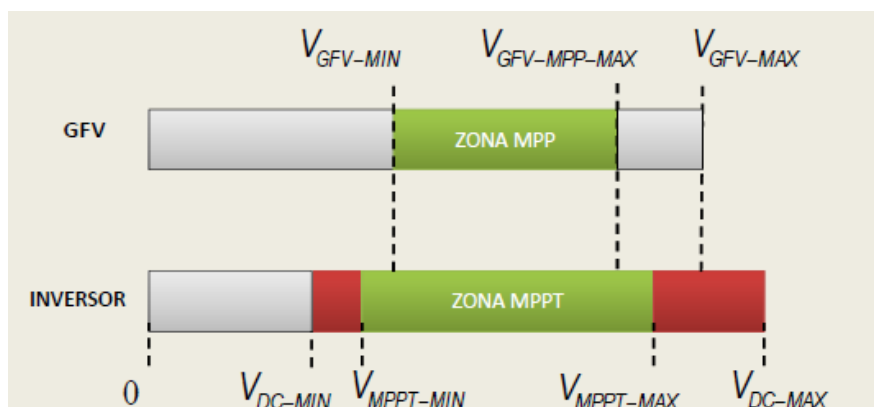 V_GFV-MIN V_GFV-MPP-MAX V_GFV-MAX
GFV ZONA MPP
INVERSOR ZONA MPPT
0 V_DC-MIN V_MPPT-MIN V_MPPT-MAX V_DC-MAX